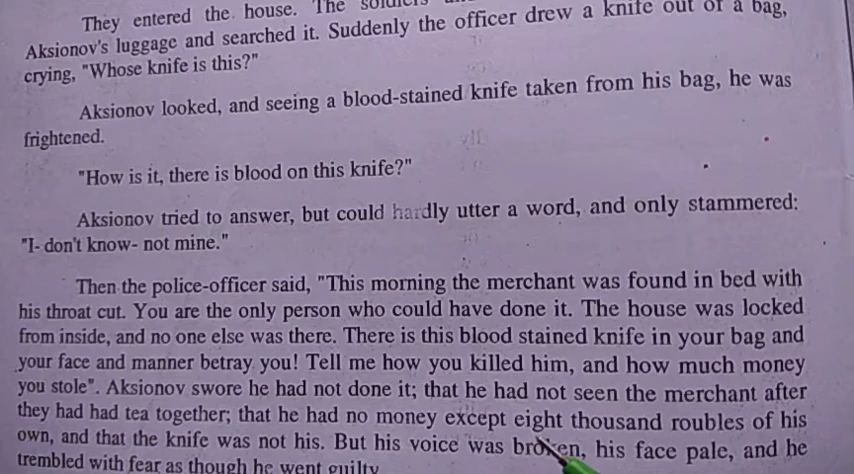 They entered the house. The soldiers
Aksionov's luggage and searched it. Suddenly the officer drew a knife out of a bag,
crying, "Whose knife is this?"
Aksionov looked, and seeing a blood-stained knife taken from his bag, he was
frightened.
"How is it, there is blood on this knife?"
Aksionov tried to answer, but could hardly utter a word, and only stammered:
"I- don't know- not mine."
Then the police-officer said, "This morning the merchant was found in bed with
his throat cut. You are the only person who could have done it. The house was locked
from inside, and no one else was there. There is this blood stained knife in your bag and
your face and manner betray you! Tell me how you killed him, and how much money
you stole". Aksionov swore he had not done it; that he had not seen the merchant after
they had had tea together; that he had no money except eight thousand roubles of his
own, and that the knife was not his. But his voice was broken, his face pale, and he
trembled with fear as though he went guilty